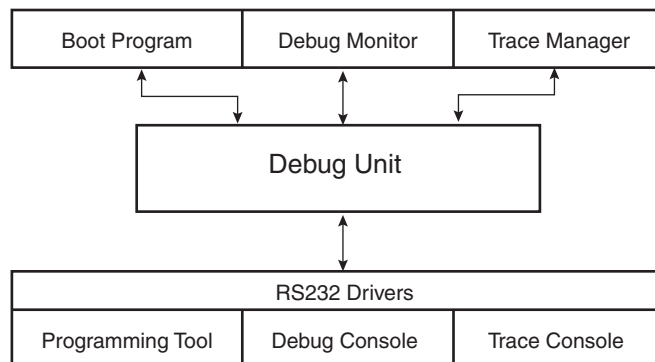 Boot Program
Debug Monitor
Trace Manager
Debug Unit
RS232 Drivers
Programming Tool
Debug Console
Trace Console